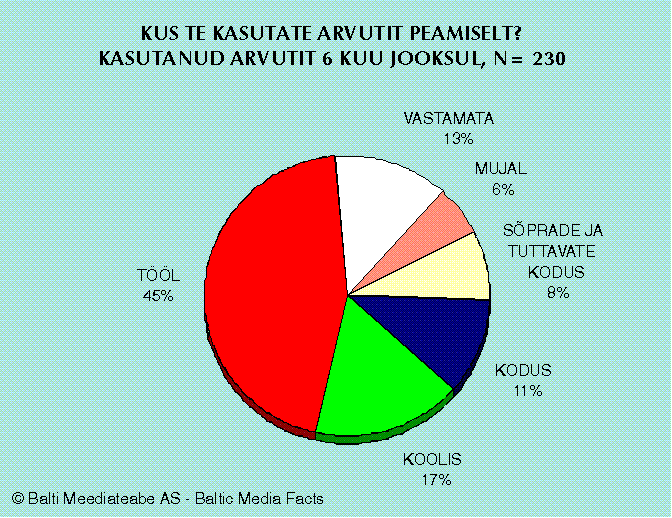 KUS TE KASUTATE ARVUTIT PEAMISELT?
KASUTANUD ARVUTIT 6 KUU JOOKSUL, N= 230
VASTAMATA
13%
MUJAL
6%
SÕPRADE JA
TUTTAVATE
KODUS
8%
TÖÖL
45%
KODUS
11%
KOOLIS
17%
© Balti Meediateabe AS - Baltic Media Facts